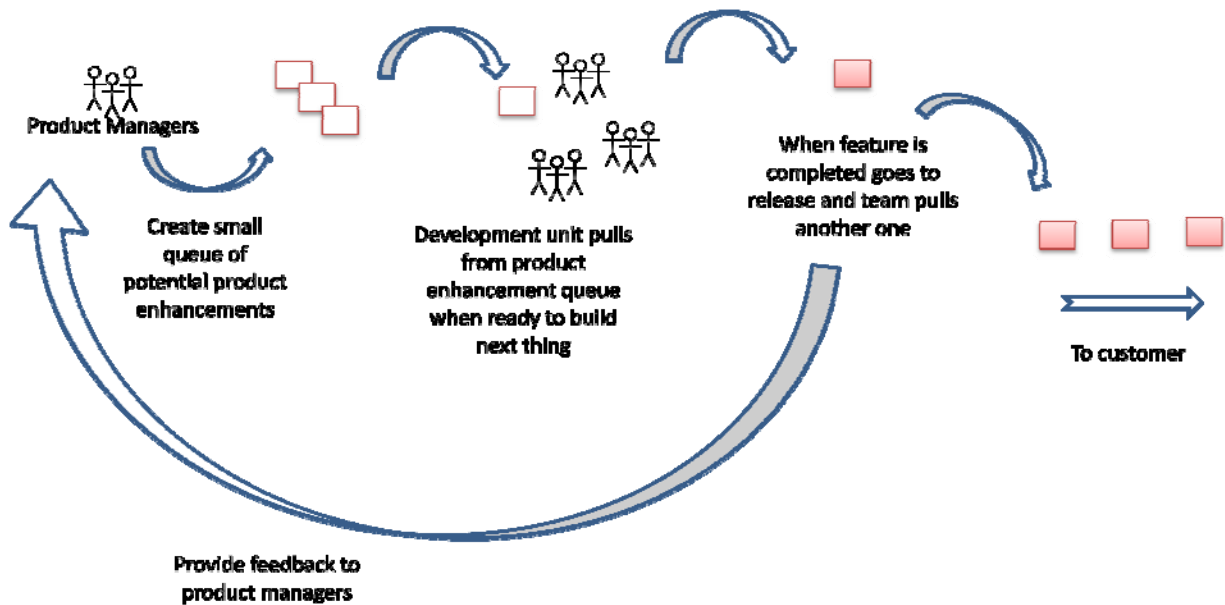 Product Managers
Create small
queue of
potential product
enhancements
Development unit pulls
from product
enhancement queue
when ready to build
next thing
When feature is
completed goes to
release and team pulls
another one
To customer
Provide feedback to
product managers